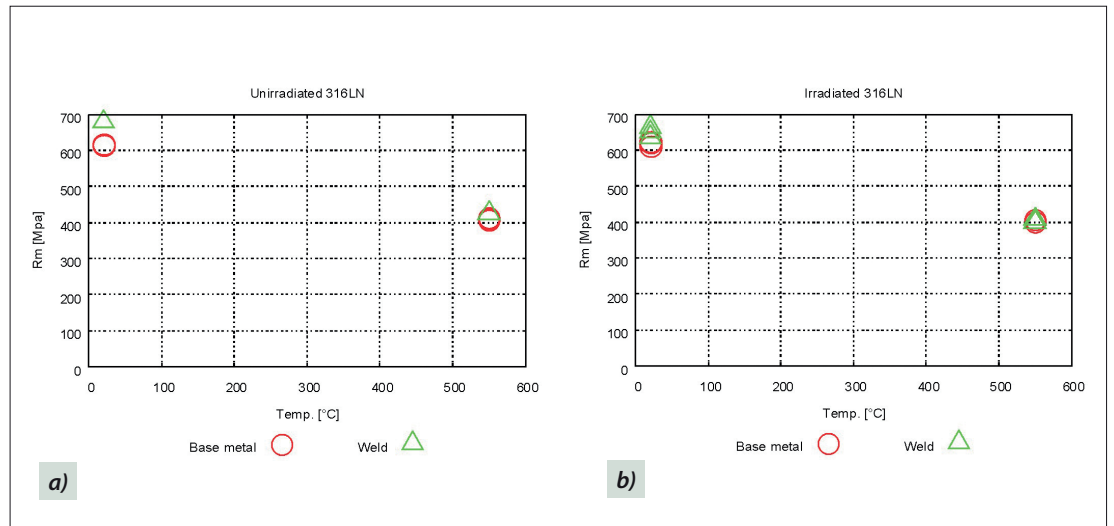 Unirradiated 316LN
700
600
500
400
300
200
100
0
Rm [Mpa]
0 100 200 300 400 500 600
Temp. [°C]
Base metal Weld
a)
Irradiated 316LN
700
600
500
400
300
200
100
0
Rm [Mpa]
0 100 200 300 400 500 600
Temp. [°C]
Base metal Weld
b)